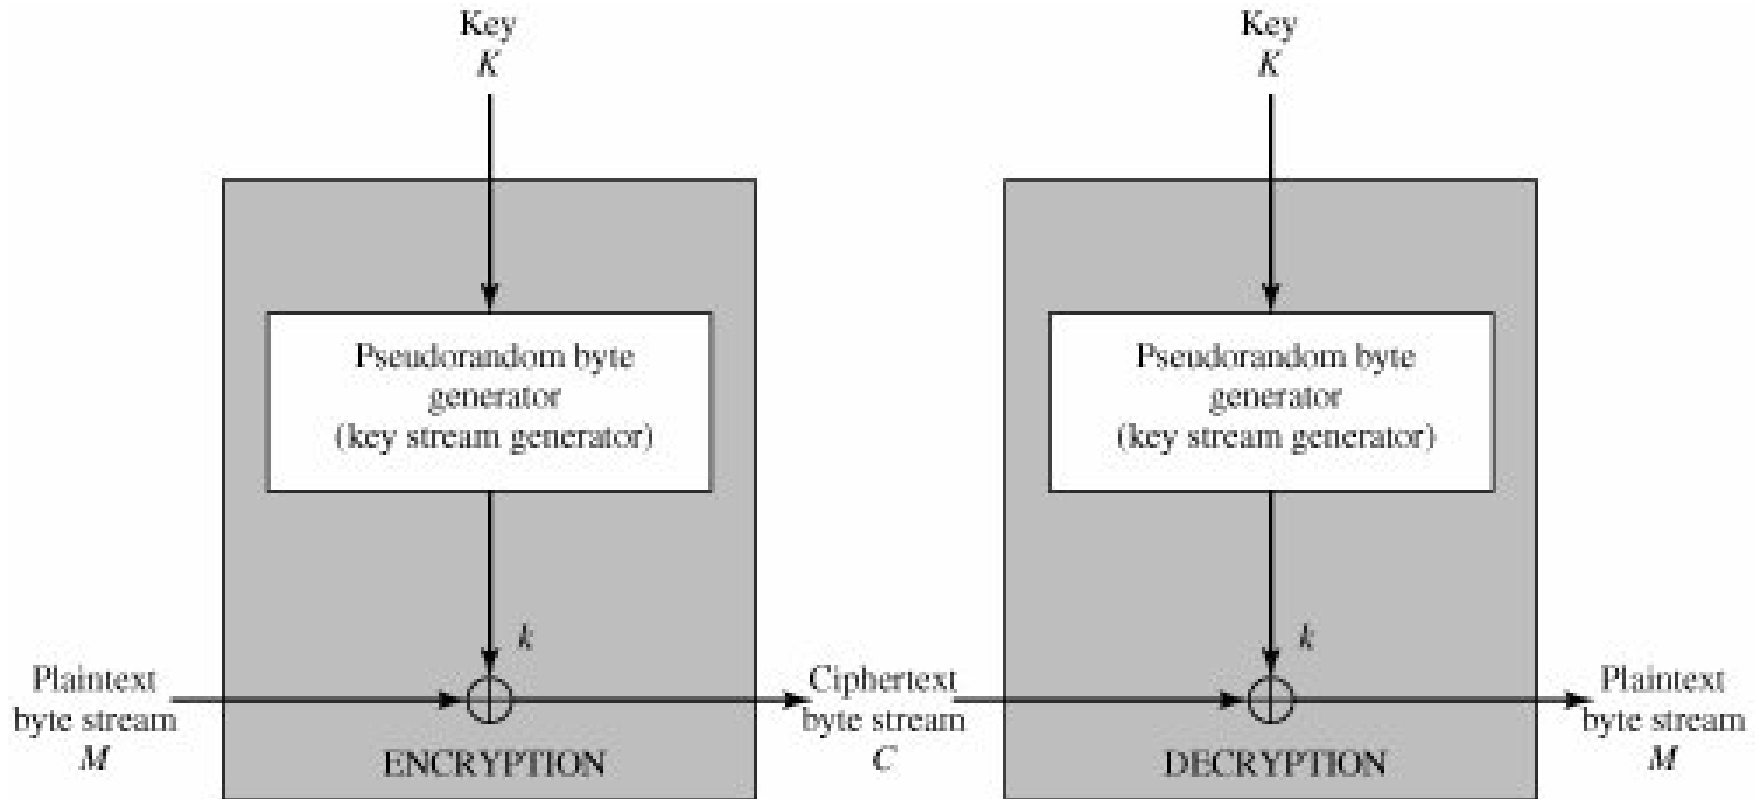 Key
K
Pseudorandom byte
generator
(key stream generator)
k
Plaintext
byte stream
M
ENCRYPTION
Ciphertext
byte stream
C
Key
K
Pseudorandom byte
generator
(key stream generator)
k
DECRYPTION
Plaintext
byte stream
M